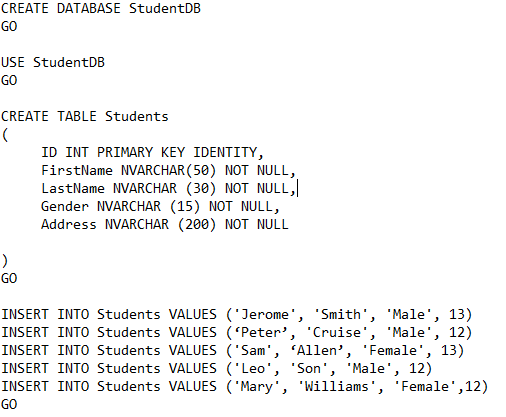 CREATE DATABASE StudentDB
GO
USE StudentDB
GO
CREATE TABLE Students
(
ID INT PRIMARY KEY IDENTITY,
FirstName NVARCHAR(50) NOT NULL,
LastName NVARCHAR (30) NOT NULL,
Gender NVARCHAR (15) NOT NULL,
Address NVARCHAR (200) NOT NULL
)
GO
INSERT INTO Students VALUES ('Jerome', 'Smith', 'Male', 13)
INSERT INTO Students VALUES (‘Peter’, 'Cruise', 'Male', 12)
INSERT INTO Students VALUES ('Sam', ‘Allen’, 'Female', 13)
INSERT INTO Students VALUES ('Leo', 'Son', 'Male', 12)
INSERT INTO Students VALUES ('Mary', 'Williams', 'Female',12)
GO